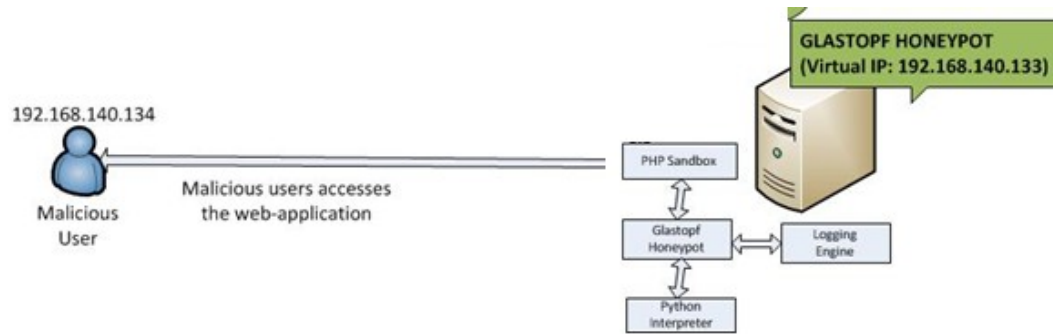 GLASTOPF HONEYPOT
(Virtual IP: 192.168.140.133)
192.168.140.134
Malicious
User
Malicious users accesses
the web-application
PHP Sandbox
Glastopf
Honeypot
Logging
Engine
Python
Interpreter